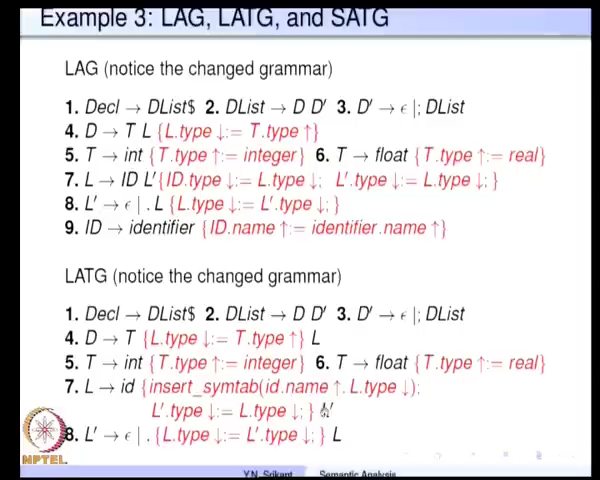 Example 3: LAG, LATG, and SATG
LAG (notice the changed grammar)
1. Decl → DList$ 2. DList → D D′ 3. D′ → ϵ |; DList
4. D → T L {L.type ↓:= T.type ↑}
5. T → int {T.type ↑:= integer} 6. T → float {T.type ↑:= real}
7. L → ID L′{ID.type ↓:= L.type ↓; L′.type ↓:= L.type ↓; }
8. L′ → ϵ | . L {L.type ↓:= L′.type ↓; }
9. ID → identifier {ID.name ↑:= identifier.name ↑}
LATG (notice the changed grammar)
1. Decl → DList$ 2. DList → D D′ 3. D′ → ϵ |; DList
4. D → T {L.type ↓:= T.type ↑} L
5. T → int {T.type ↑:= integer} 6. T → float {T.type ↑:= real}
7. L → id {insert_symtab(id.name ↑. L.type ↓);
L′.type ↓:= L.type ↓; } L′
8. L′ → ϵ | . {L.type ↓:= L′.type ↓; } L
NPTEL
Y.N. Srikant Semantic Analysis